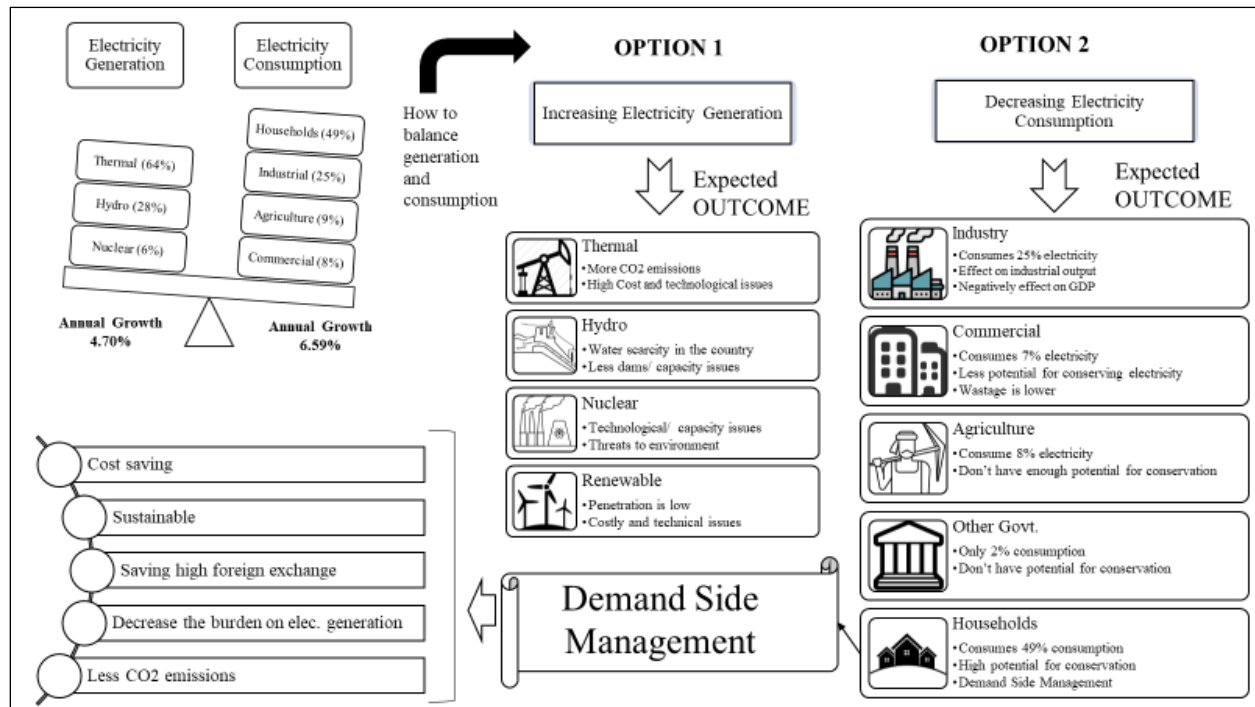 Electricity
Generation
Electricity
Consumption
Thermal (64%)
Hydro (28%)
Nuclear (6%)
Households (49%)
Industrial (25%)
Agriculture (9%)
Commercial (8%)
Annual Growth
4.70%
Annual Growth
6.59%
How to
balance
generation
and
consumption
OPTION 1
Increasing Electricity Generation
Expected
OUTCOME
Thermal
•More CO2 emissions
•High Cost and technological issues
Hydro
•Water scarcity in the country
•Less dams/ capacity issues
Nuclear
•Technological/ capacity issues
•Threats to environment
Renewable
•Penetration is low
•Costly and technical issues
OPTION 2
Decreasing Electricity
Consumption
Expected
OUTCOME
Industry
•Consumes 25% electricity
•Effect on industrial output
•Negatively effect on GDP
Commercial
•Consumes 7% electricity
•Less potential for conserving electricity
•Wastage is lower
Agriculture
•Consume 8% electricity
•Don't have enough potential for conservation
Other Govt.
•Only 2% consumption
•Don't have potential for conservation
Households
•Consumes 49% consumption
•High potential for conservation
•Demand Side Management
Demand Side
Management
Cost saving
Sustainable
Saving high foreign exchange
Decrease the burden on elec. generation
Less CO2 emissions